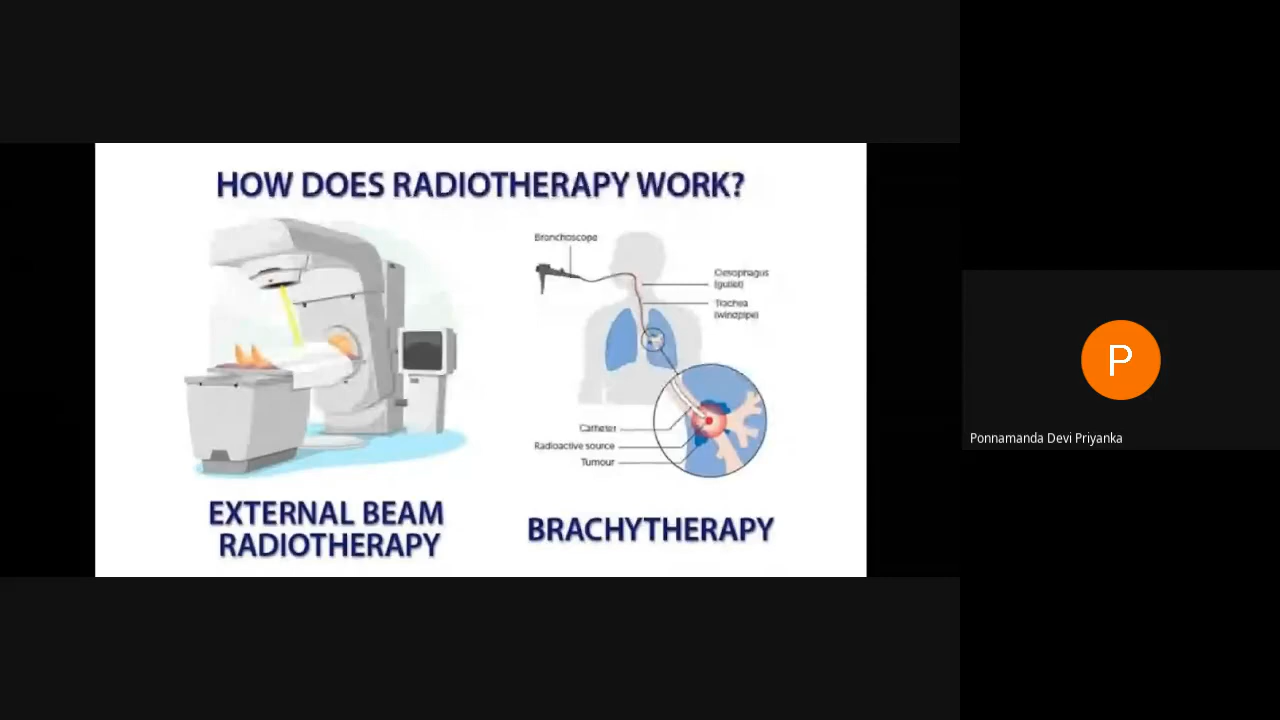 HOW DOES RADIOTHERAPY WORK?
Bronchoscope
Oesophagus
(gullet)
Trachea
(windpipe)
Catheter
Radioactive source
Tumour
EXTERNAL BEAM
RADIOTHERAPY
BRACHYTHERAPY
P
Ponnamanda Devi Priyanka